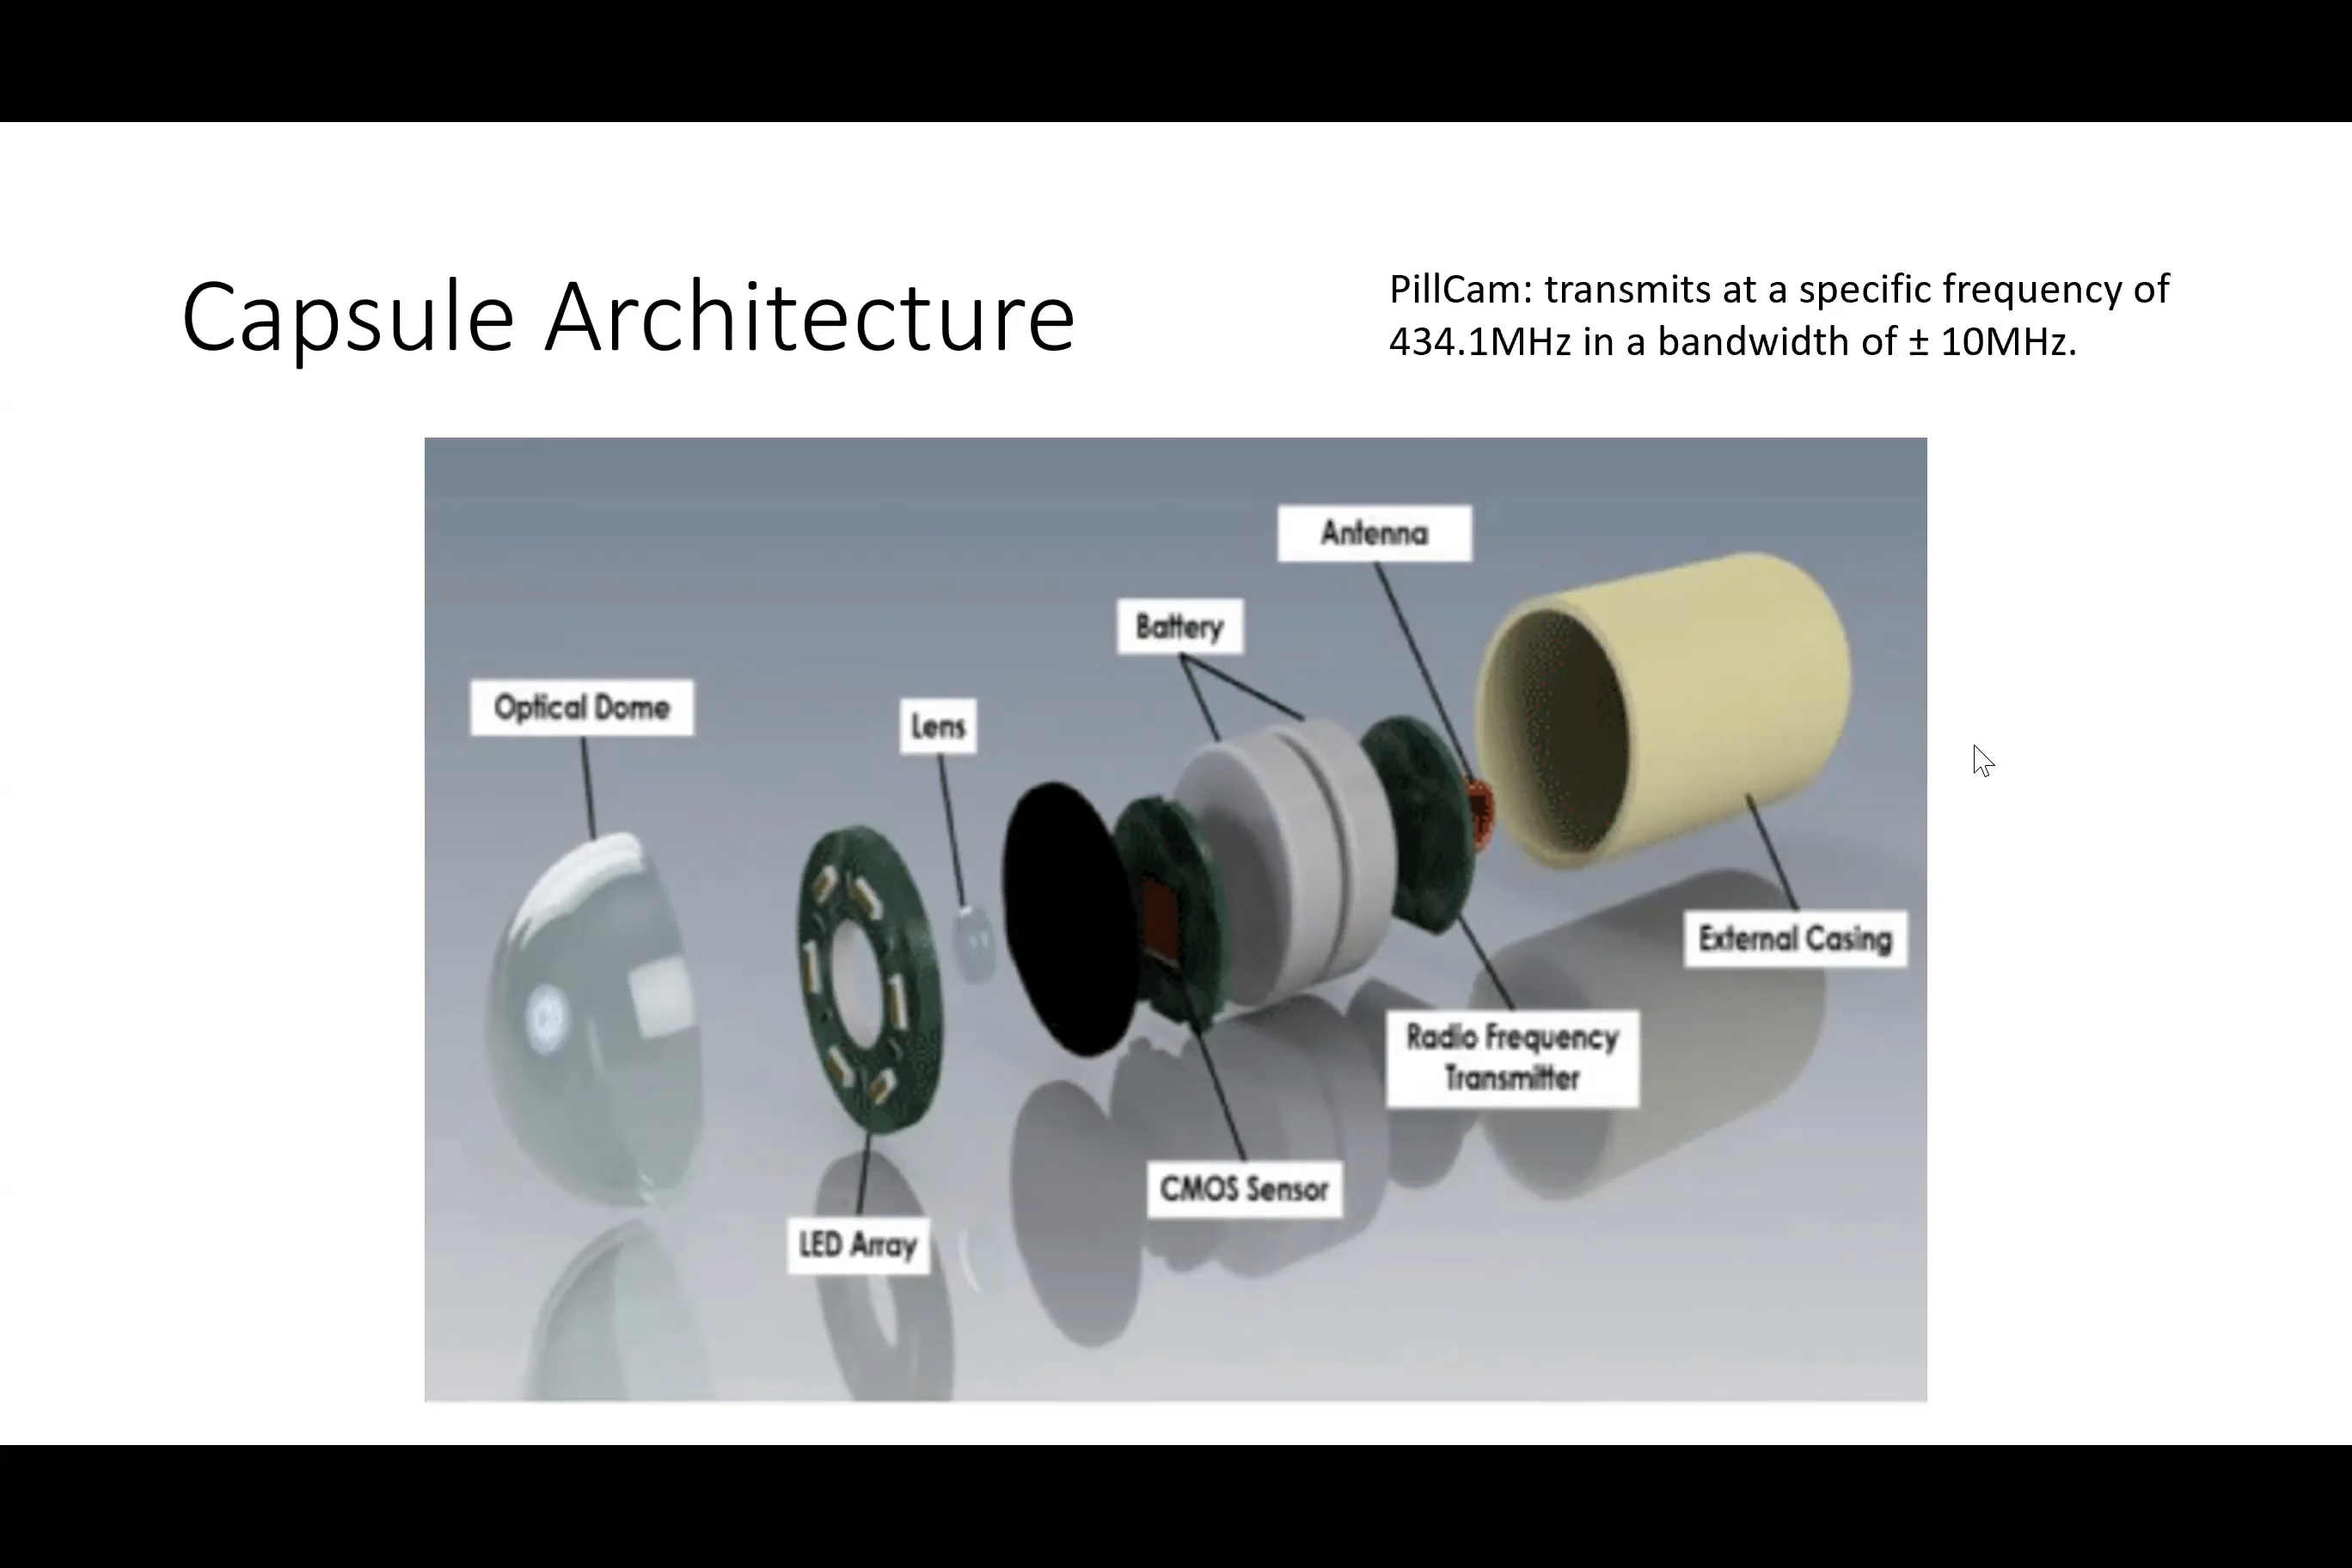 Capsule Architecture
PillCam: transmits at a specific frequency of
434.1MHz in a bandwidth of ± 10MHz.
Antenna
Battery
Optical Dome
Lens
External Casing
Radio Frequency
Transmitter
CMOS Sensor
LED Array